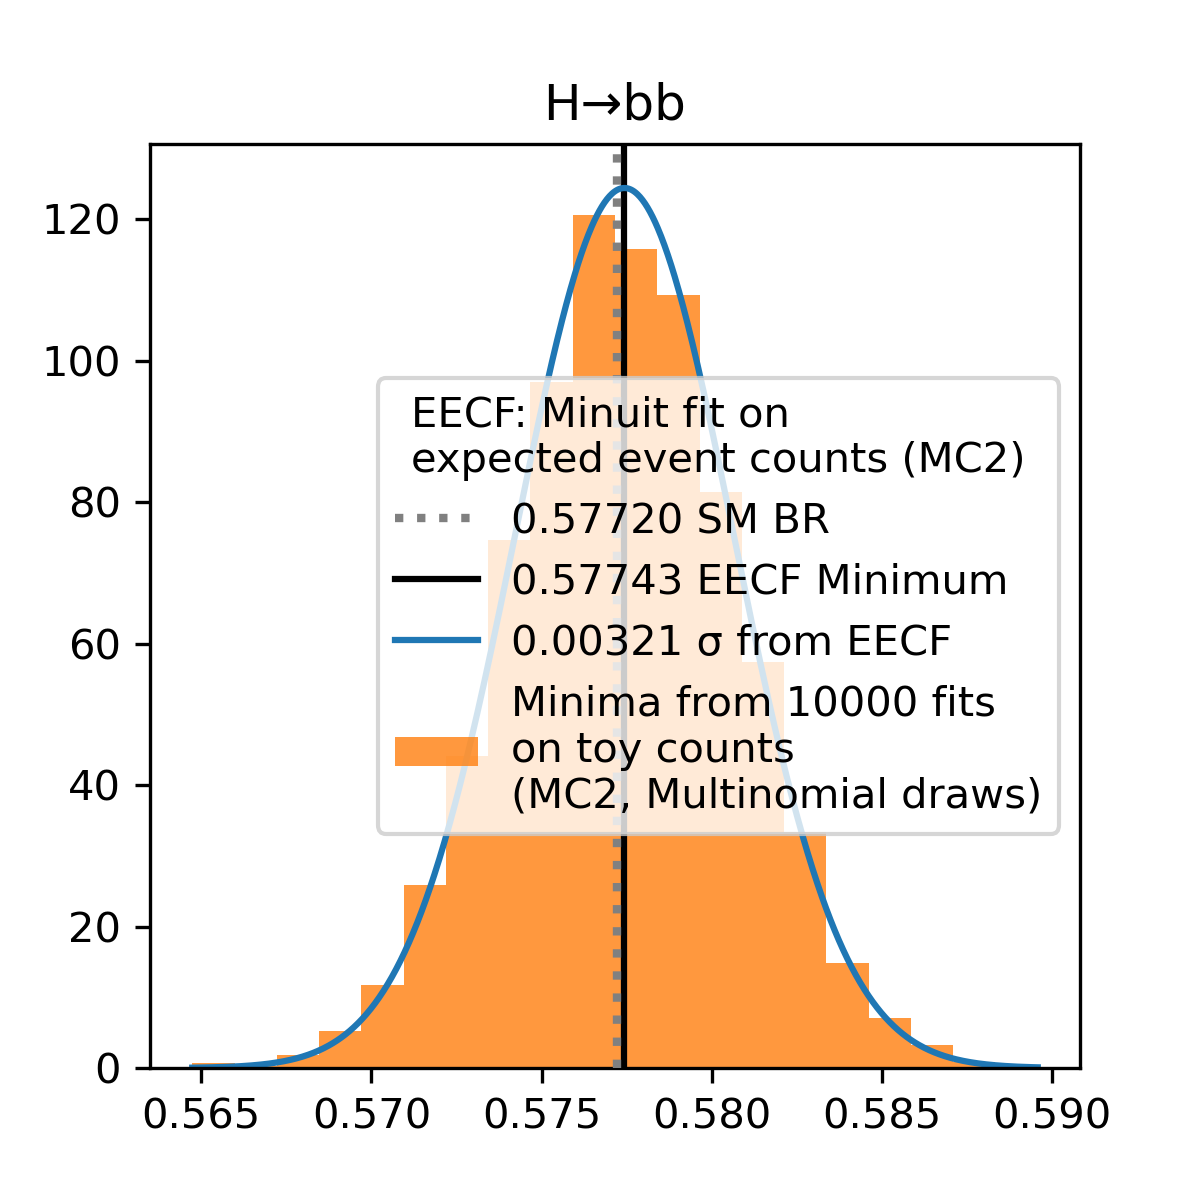 H→bb
120
100
80
60
40
20
0
EECF: Minuit fit on
expected event counts (MC2)
0.57720 SM BR
0.57743 EECF Minimum
0.00321 σ from EECF
Minima from 10000 fits
on toy counts
(MC2, Multinomial draws)
0.565 0.570 0.575 0.580 0.585 0.590